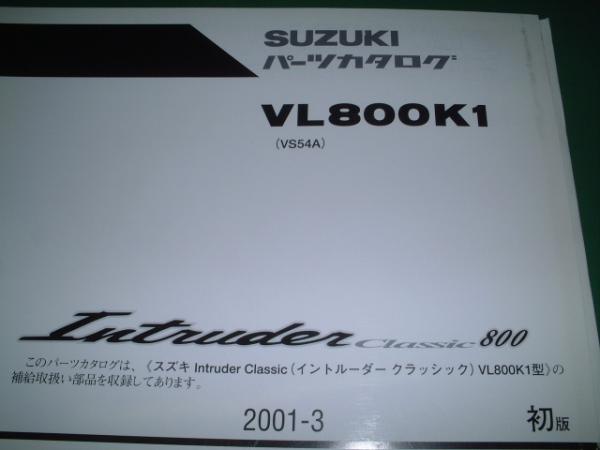 SUZUKI
パーツカタログ
VL800K1
(VS54A)
Intruder Classic 800
このパーツカタログは、《スズキ Intruder Classic（イントルーダー クラッシック）VL800K1型》の
補給取扱い部品を収録してあります。
2001-3 初版